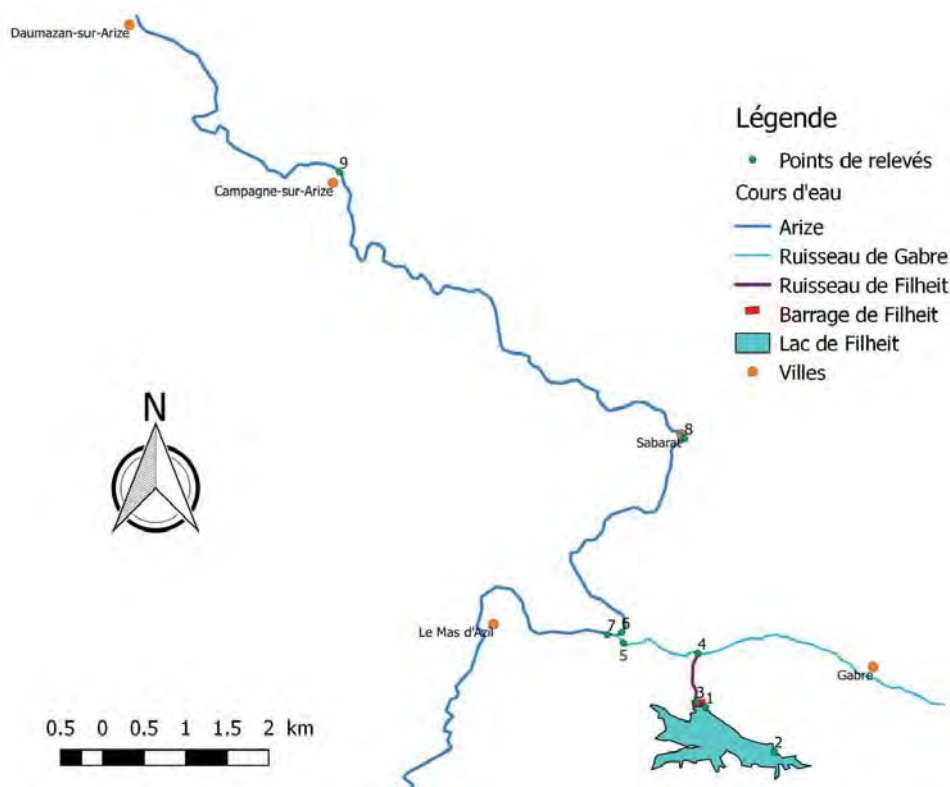 Daumazan-sur-Arize
Légende
Points de relevés
Cours d'eau
Arize
Ruisseau de Gabre
Ruisseau de Filheit
Barrage de Filheit
Lac de Filheit
Villes
9
Campagne-sur-Arize
N
8
Sabarat
Le Mas d'Azil
7
6
5
4
Gabre
3
1
2
0.5 0 0.5 1 1.5 2 km